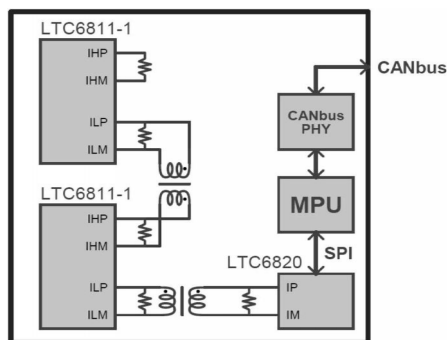 LTC6811-1
IHP
IHM
ILP
ILM
LTC6811-1
IHP
IHM
ILP
ILM
CANbus
CANbus
PHY
MPU
SPI
LTC6820
IP
IM